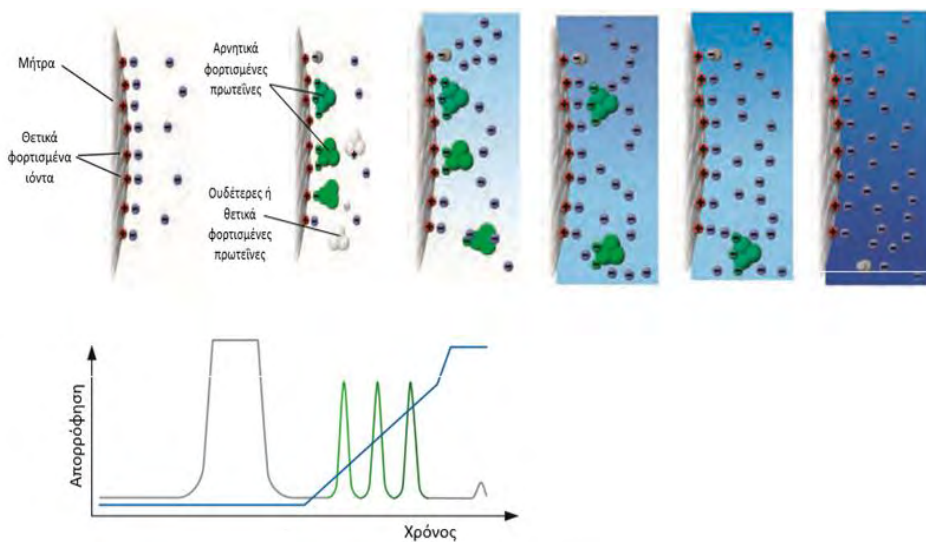 Μήτρα
Θετικά
φορτισμένα
ιόντα
Αρνητικά
φορτισμένες
πρωτεΐνες
Ουδέτερες ή
θετικά
φορτισμένες
πρωτεΐνες
Απορρόφηση
Χρόνος